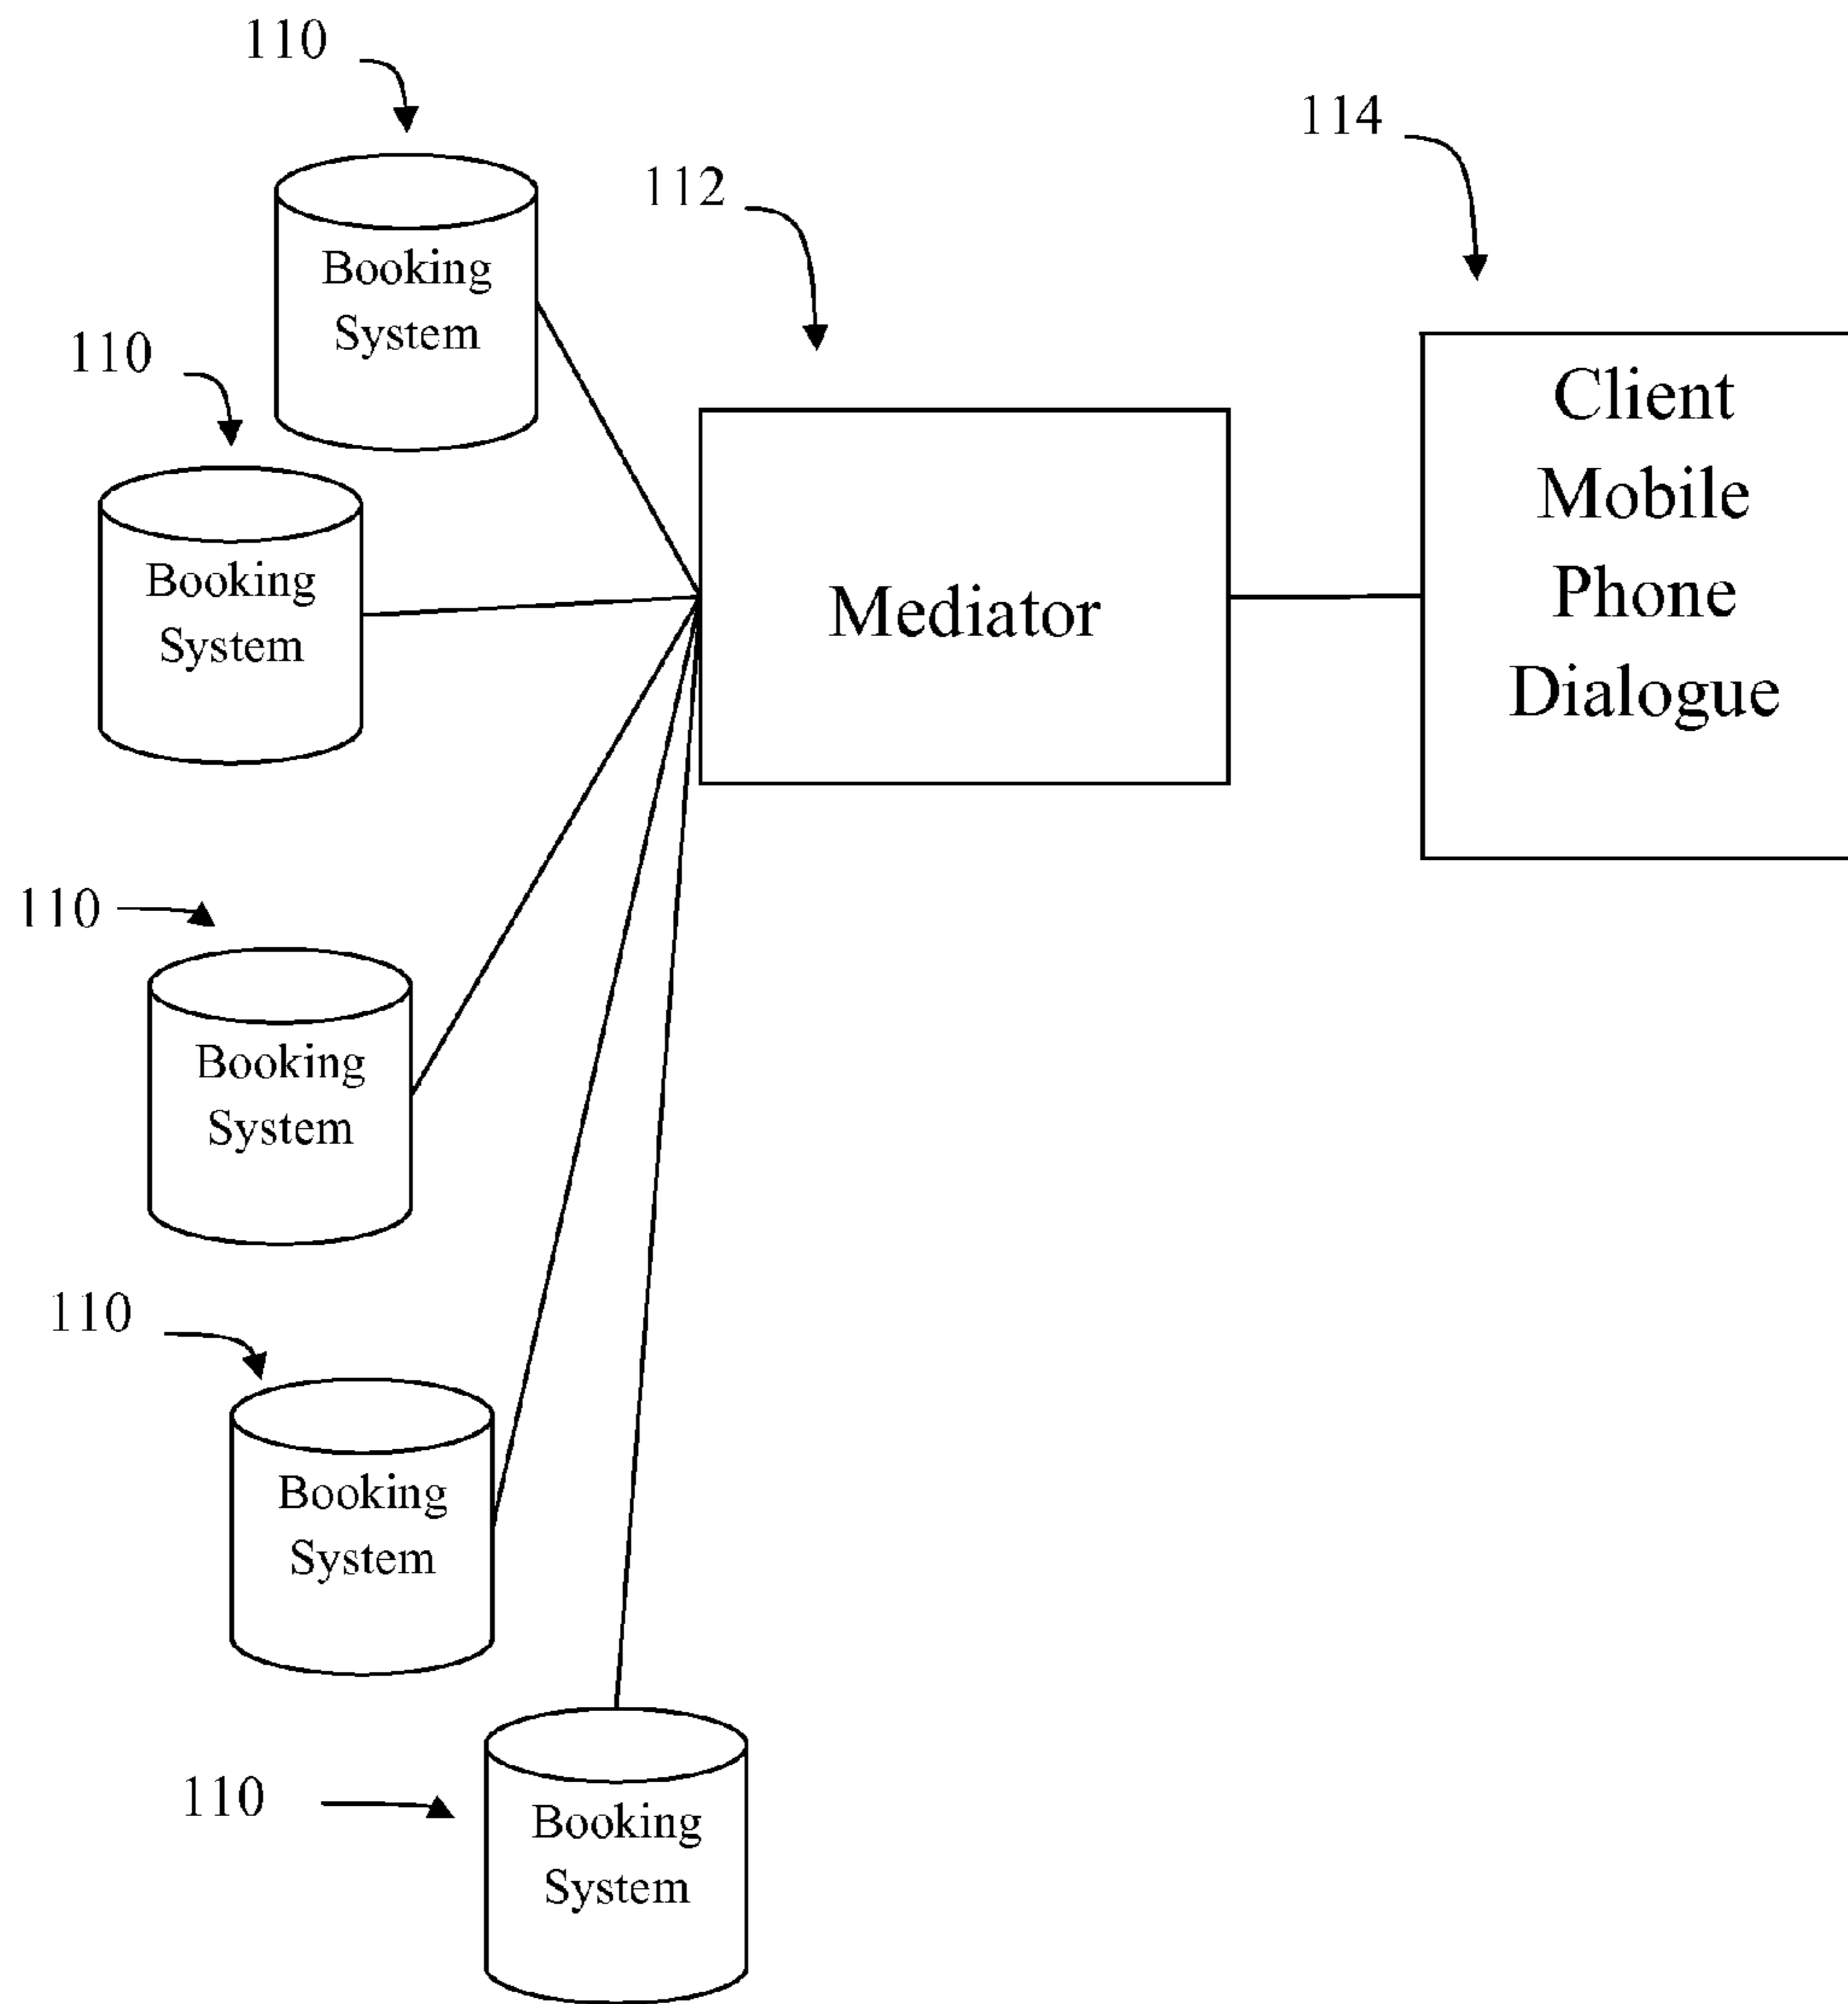 110
Booking
System
110
Booking
System
110
Booking
System
110
Booking
System
110
Booking
System
112
Mediator
114
Client
Mobile
Phone
Dialogue